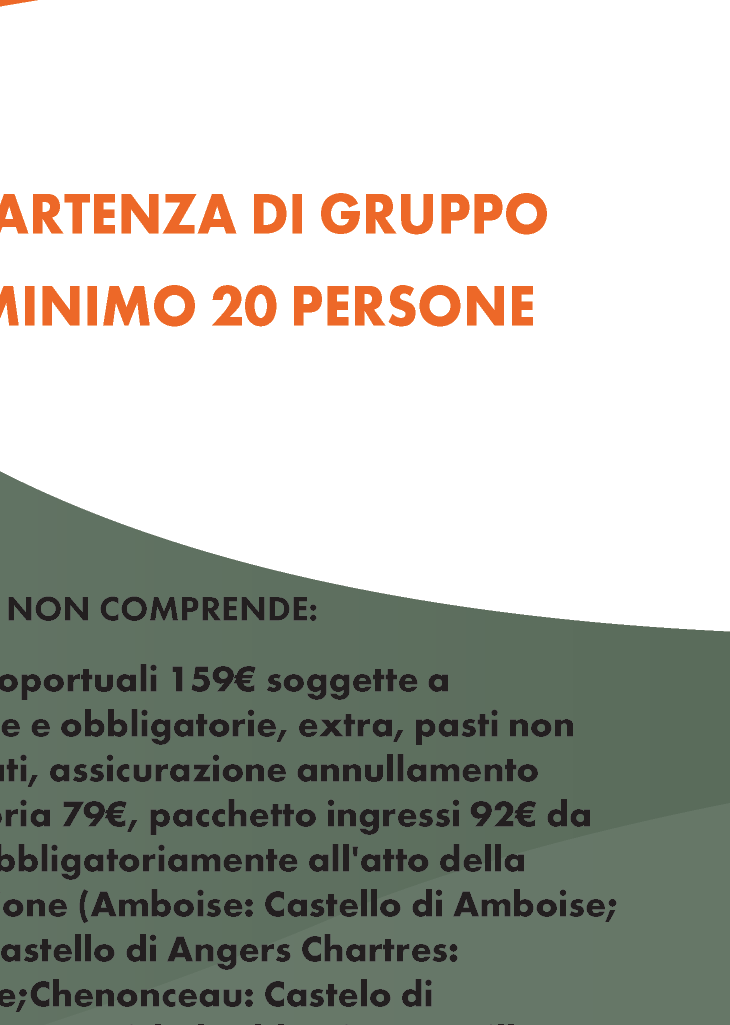 ARTENZA DI GRUPPO
MINIMO 20 PERSONE
NON COMPRENDE:
oportuali 159€ soggette a
e e obbligatorie, extra, pasti non
ati, assicurazione annullamento
oria 79€, pacchetto ingressi 92€ da
bbligatoriamente all'atto della
one (Amboise: Castello di Amboise;
astello di Angers Chartres:
e;Chenonceau: Castelo di